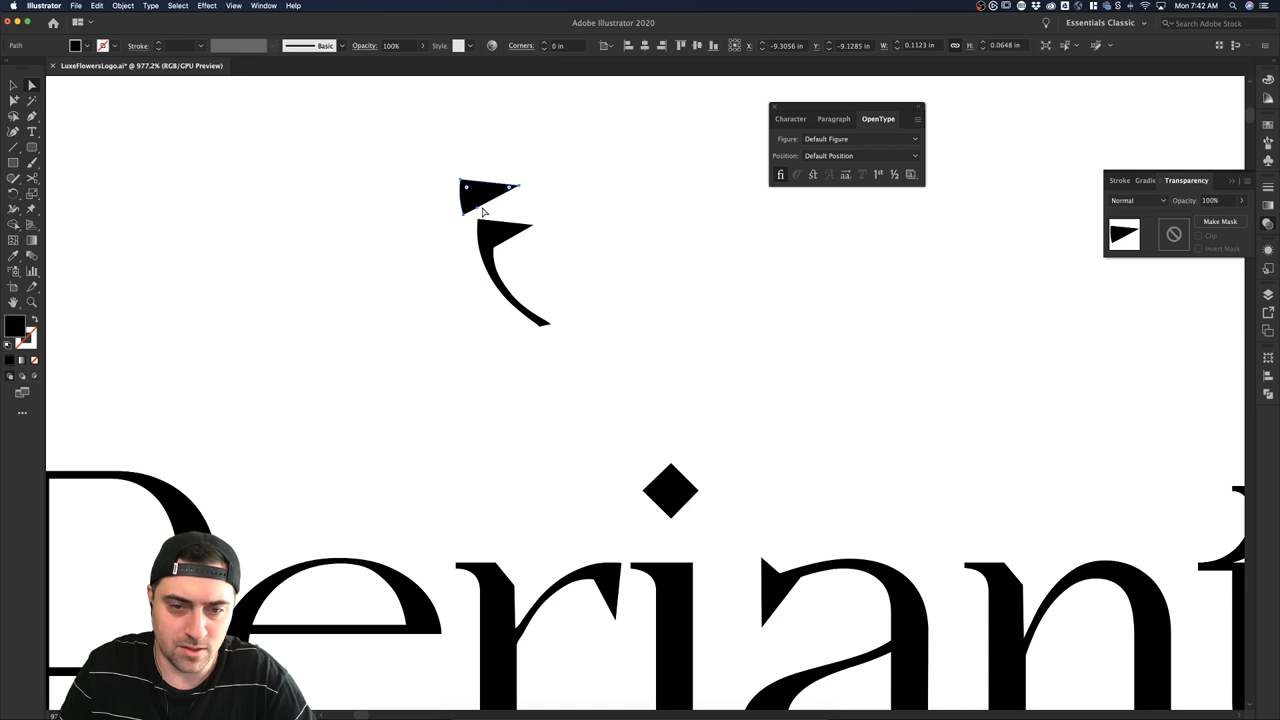 Illustrator File Edit Object Type Select Effect View Window Help
Mon 7:42 AM
Adobe Illustrator 2020
Essentials Classic
Search Adobe Stock
Path
Stroke:
Basic
Opacity: 100%
Style:
Corners: 0 in
X: -9.3056 in
Y: -9.1285 in
W: 0.1123 in
H: 0.0648 in
LuxeFlowersLogo.ai* @ 977.2% (RGB/GPU Preview)
Character Paragraph OpenType
Figure: Default Figure
Position: Default Position
Stroke Gradie Transparency
Normal
Opacity: 100%
Make Mask
Clip
Invert Mask
Deriani
97